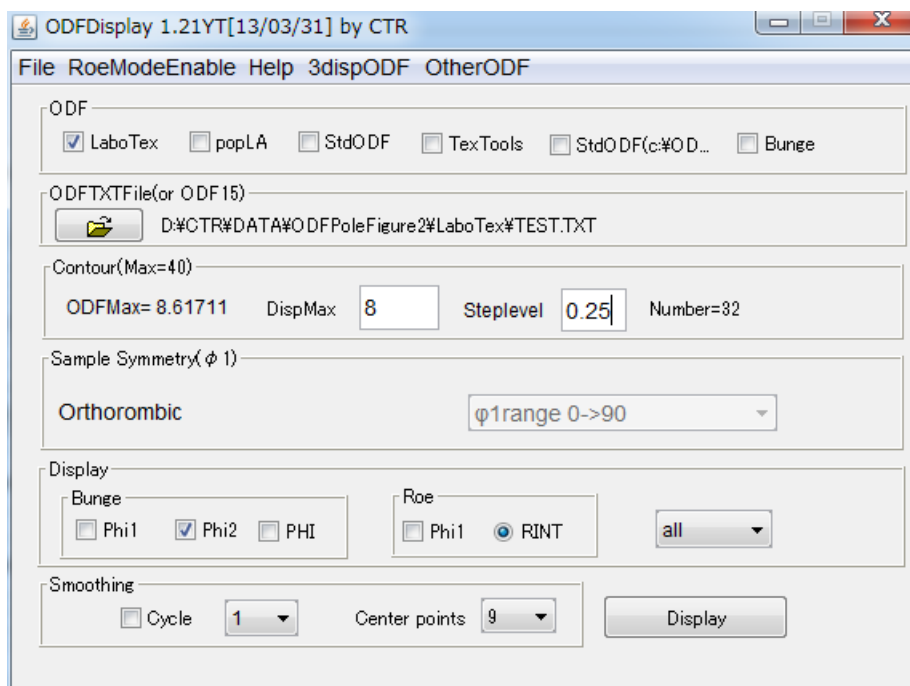 ODFDisplay 1.21YT[13/03/31] by CTR
File RoeModeEnable Help 3dispODF OtherODF
ODF
LaboTex popLA StdODF TexTools StdODF(c:¥OD... Bunge
ODFTXTFile(or ODF15)
D:¥CTR¥DATA¥ODFPoleFigure2¥LaboTex¥TEST.TXT
Contour(Max=40)
ODFMax= 8.61711 DispMax 8 Steplevel 0.25 Number=32
Sample Symmetry(φ1)
Orthorombic φ1range 0->90
Display
Bunge Roe
Phi1 Phi2 PHI Phi1 RINT all
Smoothing
Cycle 1 Center points 9 Display